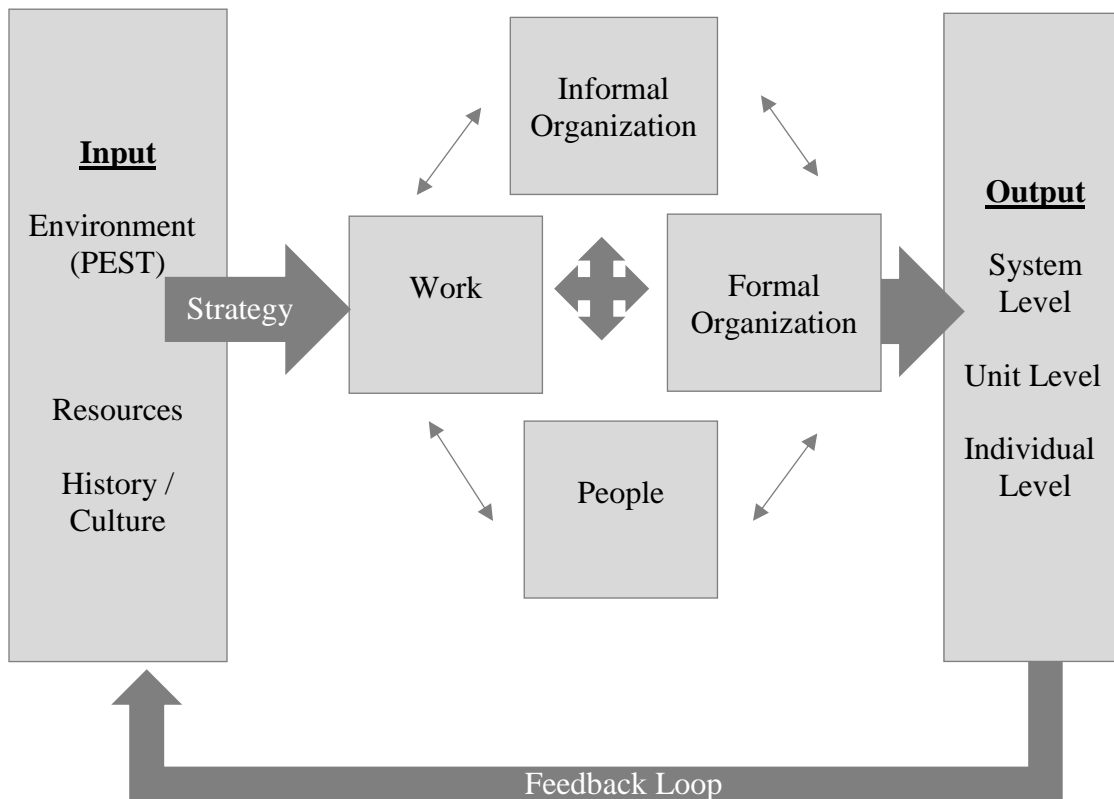 Input
Environment
(PEST)
Resources
History /
Culture
Strategy
Informal
Organization
Work
Formal
Organization
People
Output
System
Level
Unit Level
Individual
Level
Feedback Loop